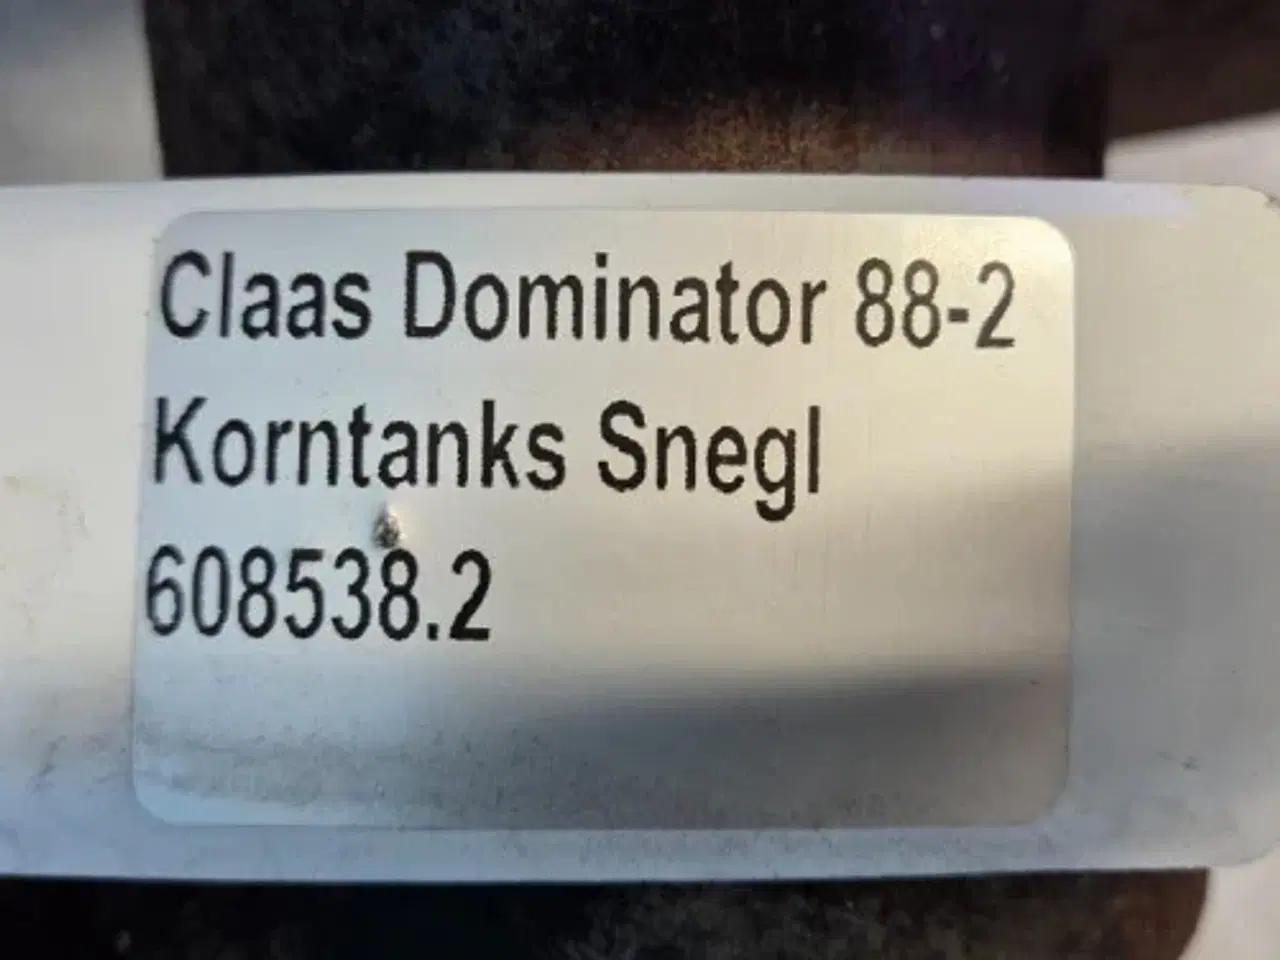 Claas Dominator 88-2
Korntanks Snegl
608538.2